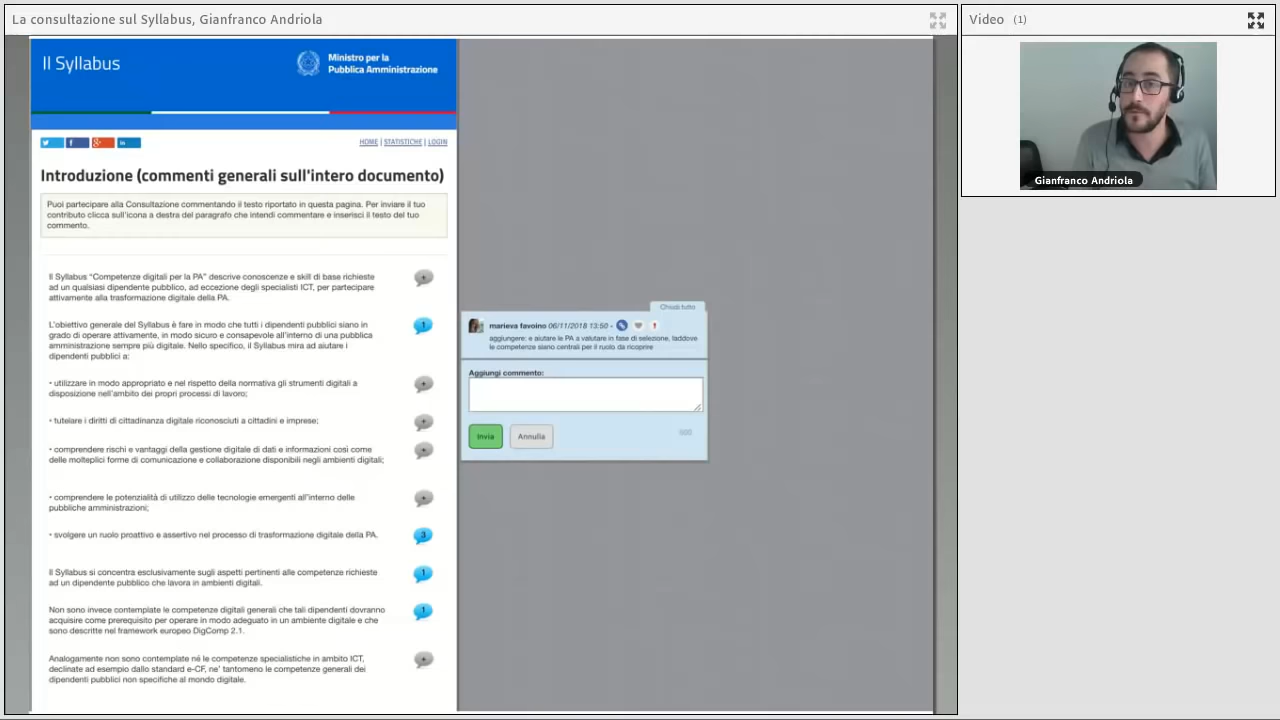 La consultazione sul Syllabus, Gianfranco Andriola
Video (1)
Il Syllabus
Ministro per la
Pubblica Amministrazione
HOME | STATISTICHE | LOGIN
Introduzione (commenti generali sull'intero documento)
Puoi partecipare alla Consultazione commentando il testo riportato in questa pagina. Per inviare il tuo
contributo clicca sull'icona a destra del paragrafo che intendi commentare e inserisci il testo del tuo
commento.
Il Syllabus "Competenze digitali per la PA" descrive conoscenze e skill di base richieste
ad un qualsiasi dipendente pubblico, ad eccezione degli specialisti ICT, per partecipare
attivamente alla trasformazione digitale della PA.
L'obiettivo generale del Syllabus è fare in modo che tutti i dipendenti pubblici siano in
grado di operare attivamente, in modo sicuro e consapevole all'interno di una pubblica
amministrazione sempre più digitale. Nello specifico, il Syllabus mira ad aiutare i
dipendenti pubblici a:
1
• utilizzare in modo appropriato e nel rispetto della normativa gli strumenti digitali a
disposizione nell'ambito dei propri processi di lavoro;
• tutelare i diritti di cittadinanza digitale riconosciuti a cittadini e imprese;
• comprendere rischi e vantaggi della gestione digitale di dati e informazioni così come
delle molteplici forme di comunicazione e collaborazione disponibili negli ambienti digitali;
• comprendere le potenzialità di utilizzo delle tecnologie emergenti all'interno delle
pubbliche amministrazioni;
• svolgere un ruolo proattivo e assertivo nel processo di trasformazione digitale della PA.
3
Il Syllabus si concentra esclusivamente sugli aspetti pertinenti alle competenze richieste
ad un dipendente pubblico che lavora in ambienti digitali.
1
Non sono invece contemplate le competenze digitali generali che tali dipendenti dovranno
acquisire come prerequisito per operare in modo adeguato in un ambiente digitale e che
sono descritte nel framework europeo DigComp 2.1.
1
Analogamente non sono contemplate né le competenze specialistiche in ambito ICT,
declinate ad esempio dallo standard e-CF, ne' tantomeno le competenze generali dei
dipendenti pubblici non specifiche al mondo digitale.
Chiudi tutto
marieva favoino 06/11/2018 13:50 -
aggiungere: e aiutare le PA a valutare in fase di selezione, laddove
le competenze siano centrali per il ruolo da ricoprire
Aggiungi commento:
Invia
Annulla
Gianfranco Andriola